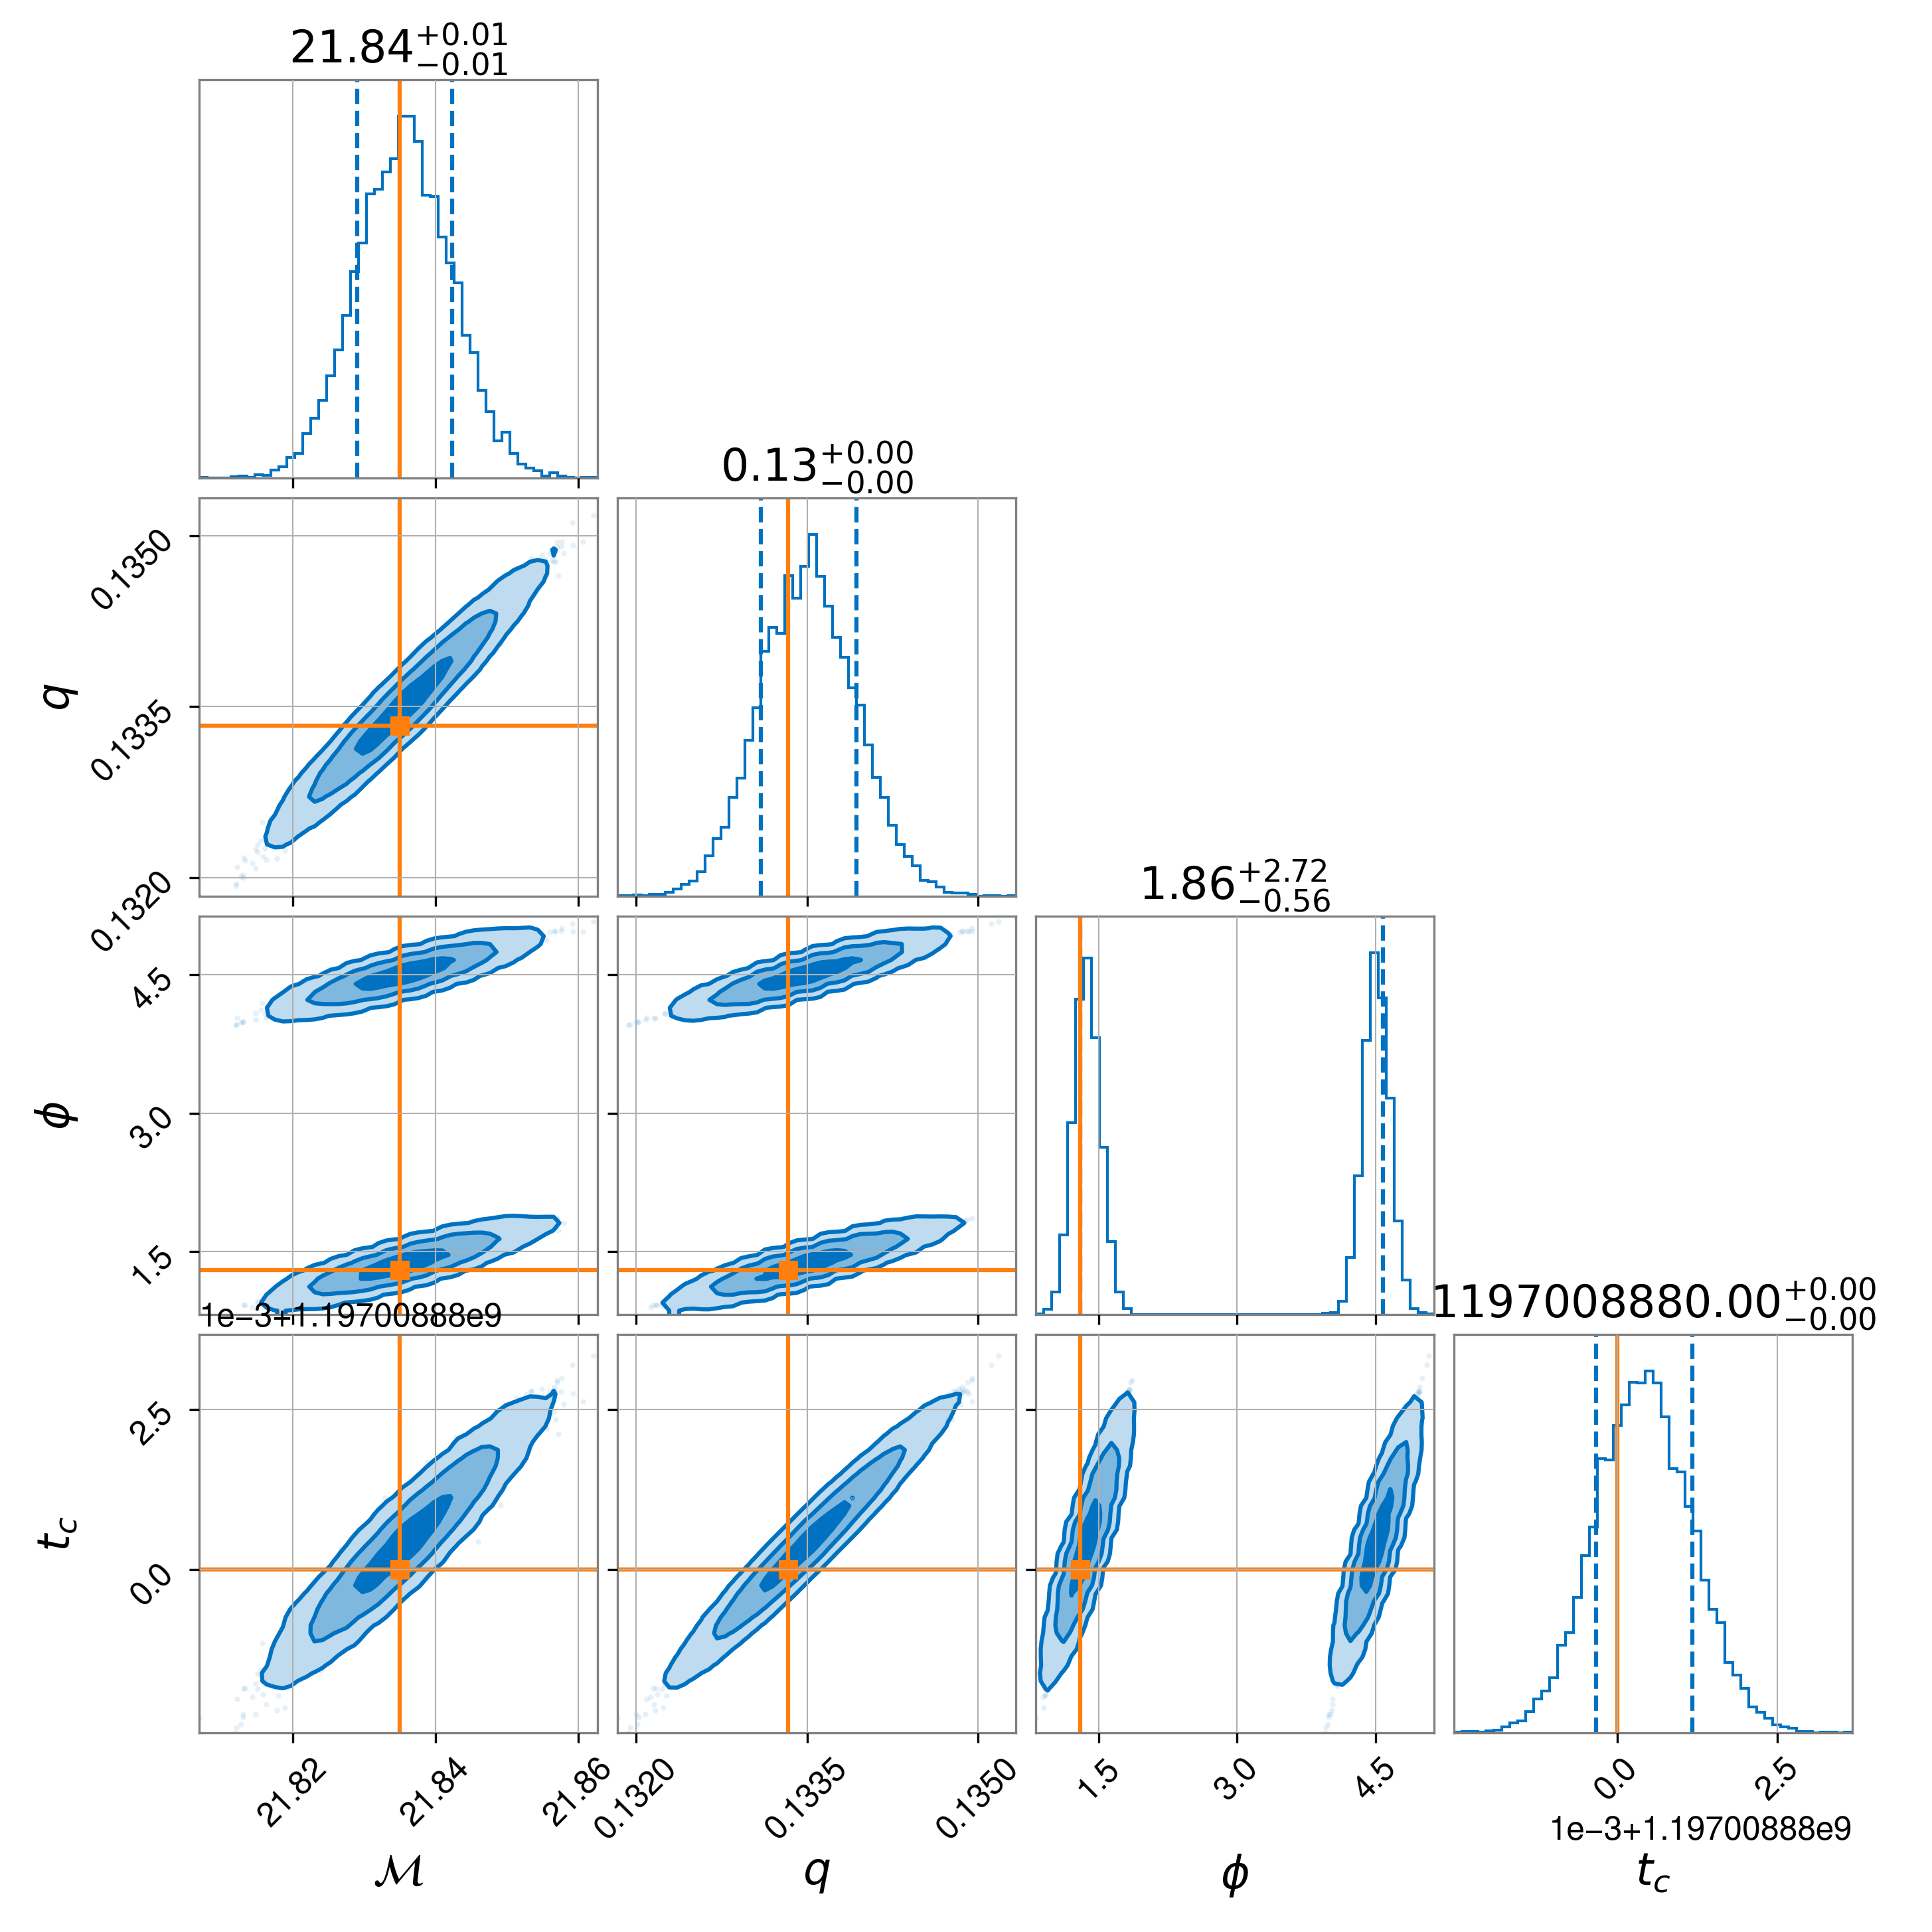 21.84 +0.01 −0.01
0.13 +0.00 −0.00
0.1350
0.1335
0.1320
q
1.86 +2.72 −0.56
4.5
3.0
1.5
ϕ
1197008880.00 +0.00 −0.00
1e−3+1.19700888e9
2.5
0.0
t_c
21.82 21.84 21.86 0.1320 0.1335 0.1350 1.5 3.0 4.5 0.0 2.5
1e−3+1.19700888e9
ℳ q ϕ t_c